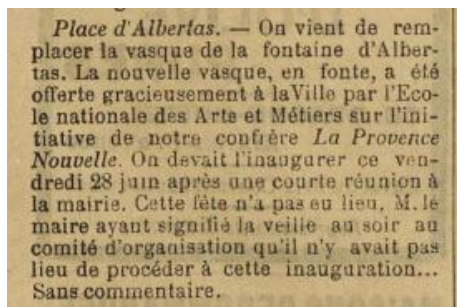 Place d'Albertas. — On vient de rem-
placer la vasque de la fontaine d'Alber-
tas. La nouvelle vasque, en fonte, a été
offerte gracieusement à laVille par l'Eco-
le nationale des Arts et Métiers sur l'ini-
tiative de notre confière La Provence
Nouvelle. On devait l'inaugurer ce ven-
dredi 28 juin après une courte réunion à
la mairie. Cette fête n'a pas eu lieu, M. le
maire ayant signifié la veille au soir au
comité d'organisation qu'il n'y avait pas
lieu de procéder à cette inauguration...
Sans commentaire.